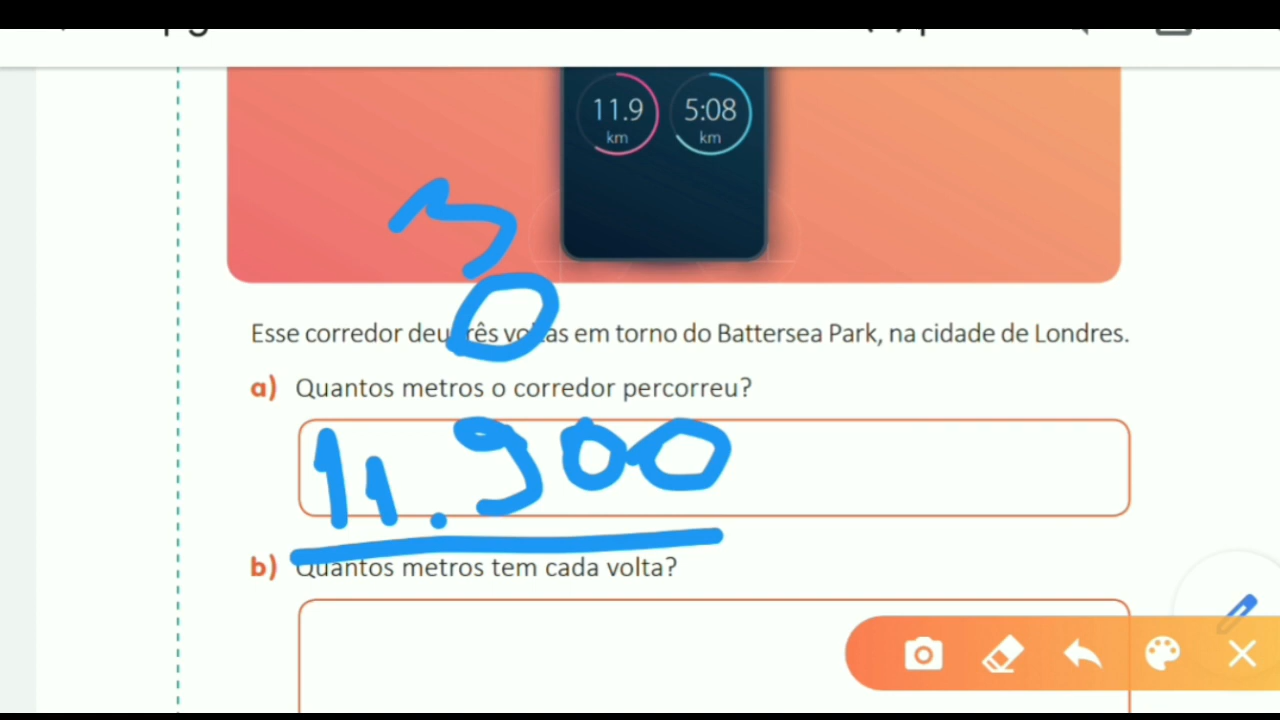 11.9 5:08
km km
3
0
Esse corredor deu três voltas em torno do Battersea Park, na cidade de Londres.
a) Quantos metros o corredor percorreu?
11.900
b) Quantos metros tem cada volta?